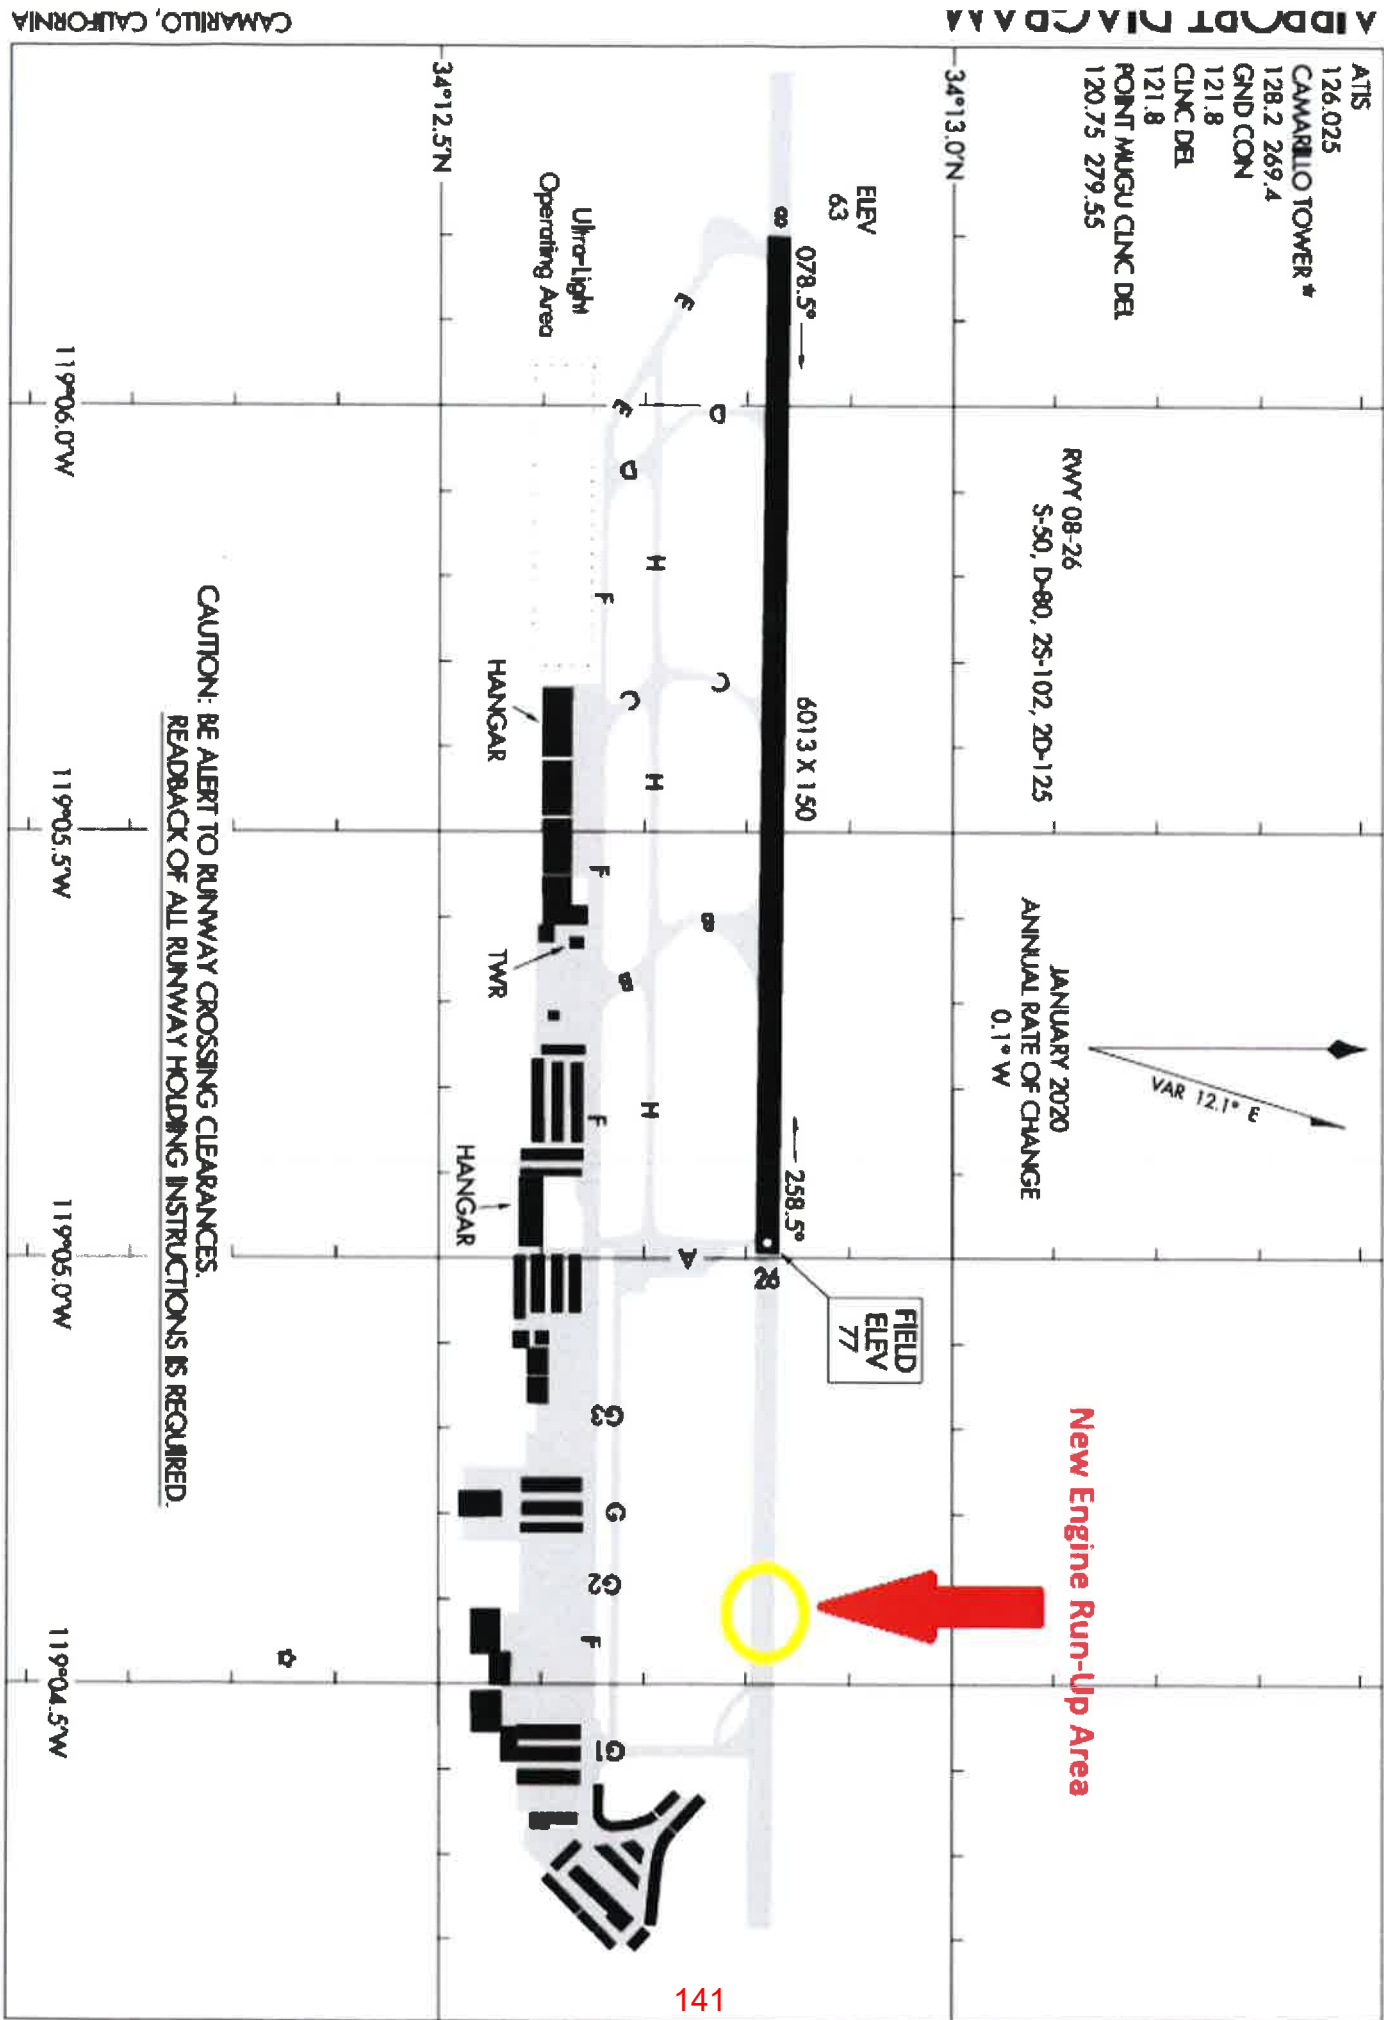 AIRPORT DIAGRAM
CAMARILLO, CALIFORNIA
ATIS
126.025
CAMARILLO TOWER *
128.2 269.4
GND CON
121.8
CLNC DEL
121.8
POINT MUGU CLNC DEL
120.75 279.55
RWY 08-26
S-50, D-80, 2S-102, 2D-125
JANUARY 2020
ANNUAL RATE OF CHANGE
0.1° W
VAR 12.1° E
34°13.0'N
34°12.5'N
ELEV
63
8
078.5°
6013 X 150
258.5°
26
FIELD
ELEV
77
New Engine Run-Up Area
E
D
E
D
H
F
C
C
H
F
B
B
H
F
A
G3
G
G2
F
G1
Ultra-Light
Operating Area
HANGAR
TWR
HANGAR
CAUTION: BE ALERT TO RUNWAY CROSSING CLEARANCES.
READBACK OF ALL RUNWAY HOLDING INSTRUCTIONS IS REQUIRED.
119°06.0'W
119°05.5'W
119°05.0'W
119°04.5'W
141